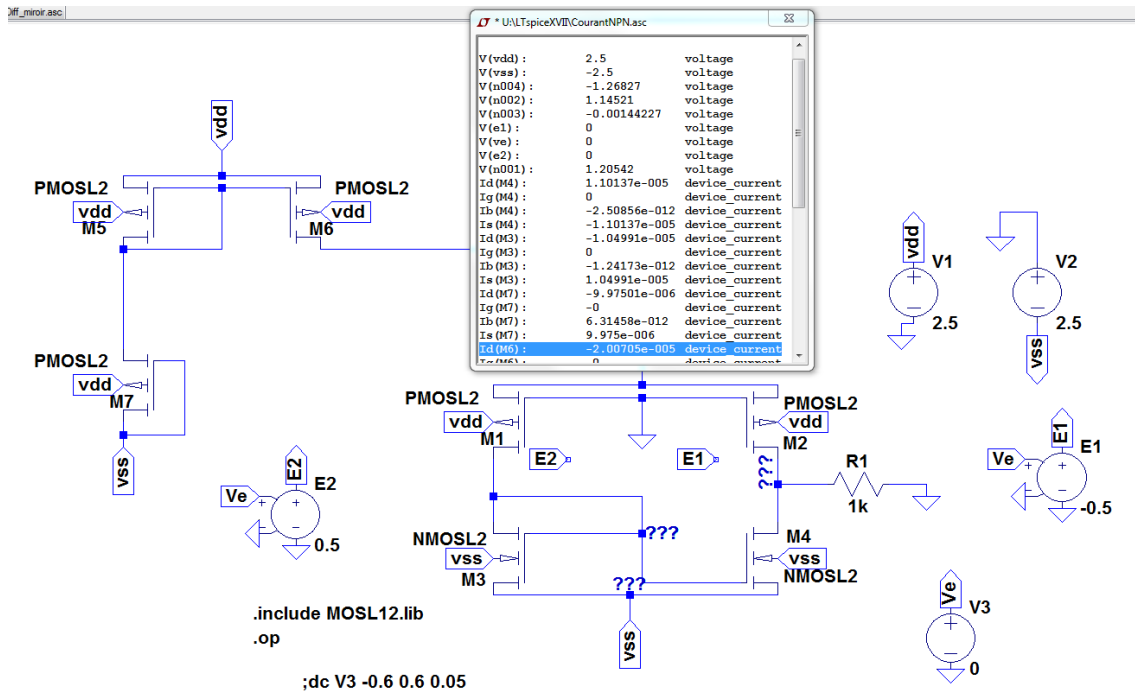 Diff_miroir.asc
* U:\LTspiceXVII\CourantNPN.asc
V(vdd): 2.5 voltage
V(vss): -2.5 voltage
V(n004): -1.26827 voltage
V(n002): 1.14521 voltage
V(n003): -0.00144227 voltage
V(e1): 0 voltage
V(ve): 0 voltage
V(e2): 0 voltage
V(n001): 1.20542 voltage
Id(M4): 1.10137e-005 device_current
Ig(M4): 0 device_current
Ib(M4): -2.50856e-012 device_current
Is(M4): -1.10137e-005 device_current
Id(M3): -1.04991e-005 device_current
Ig(M3): 0 device_current
Ib(M3): -1.24173e-012 device_current
Is(M3): 1.04991e-005 device_current
Id(M7): -9.97501e-006 device_current
Ig(M7): -0 device_current
Ib(M7): 6.31458e-012 device_current
Is(M7): 9.975e-006 device_current
Id(M6): -2.00705e-005 device_current
Ig(M6): 0 device_current
vdd
PMOSL2
vdd
M5
PMOSL2
vdd
M6
PMOSL2
vdd
M7
vss
vdd
V1
2.5
V2
2.5
vss
PMOSL2
vdd
M1
E2
E1
PMOSL2
vdd
M2
???
R1
1k
E1
Ve
E1
-0.5
E2
Ve
E2
0.5
NMOSL2
vss
M3
???
???
M4
vss
NMOSL2
vss
Ve
V3
0
.include MOSL12.lib
.op
;dc V3 -0.6 0.6 0.05